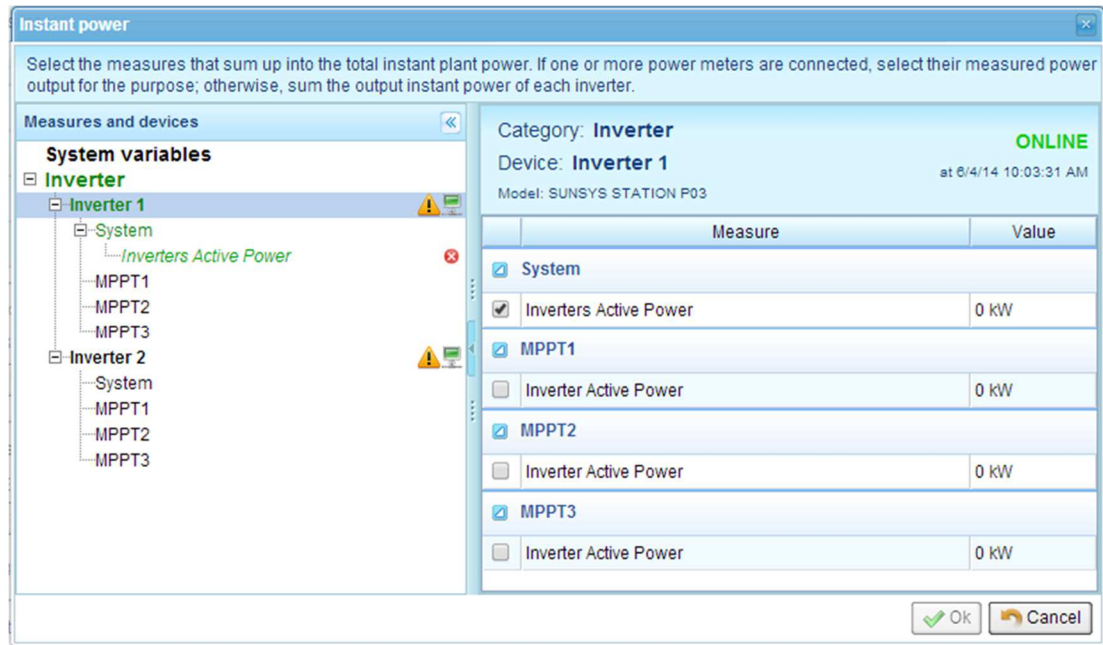 Instant power
Select the measures that sum up into the total instant plant power. If one or more power meters are connected, select their measured power
output for the purpose; otherwise, sum the output instant power of each inverter.
Measures and devices
System variables
Inverter
Inverter 1
System
Inverters Active Power
MPPT1
MPPT2
MPPT3
Inverter 2
System
MPPT1
MPPT2
MPPT3
Category: Inverter
ONLINE
Device: Inverter 1
at 6/4/14 10:03:31 AM
Model: SUNSYS STATION P03
Measure Value
System
Inverters Active Power 0 kW
MPPT1
Inverter Active Power 0 kW
MPPT2
Inverter Active Power 0 kW
MPPT3
Inverter Active Power 0 kW
Ok Cancel